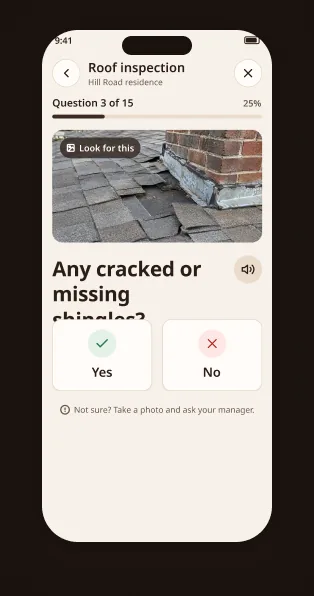 9:41
Roof inspection
Hill Road residence
Question 3 of 15
25%
Look for this
Any cracked or
missing
shingles?
Yes
No
Not sure? Take a photo and ask your manager.